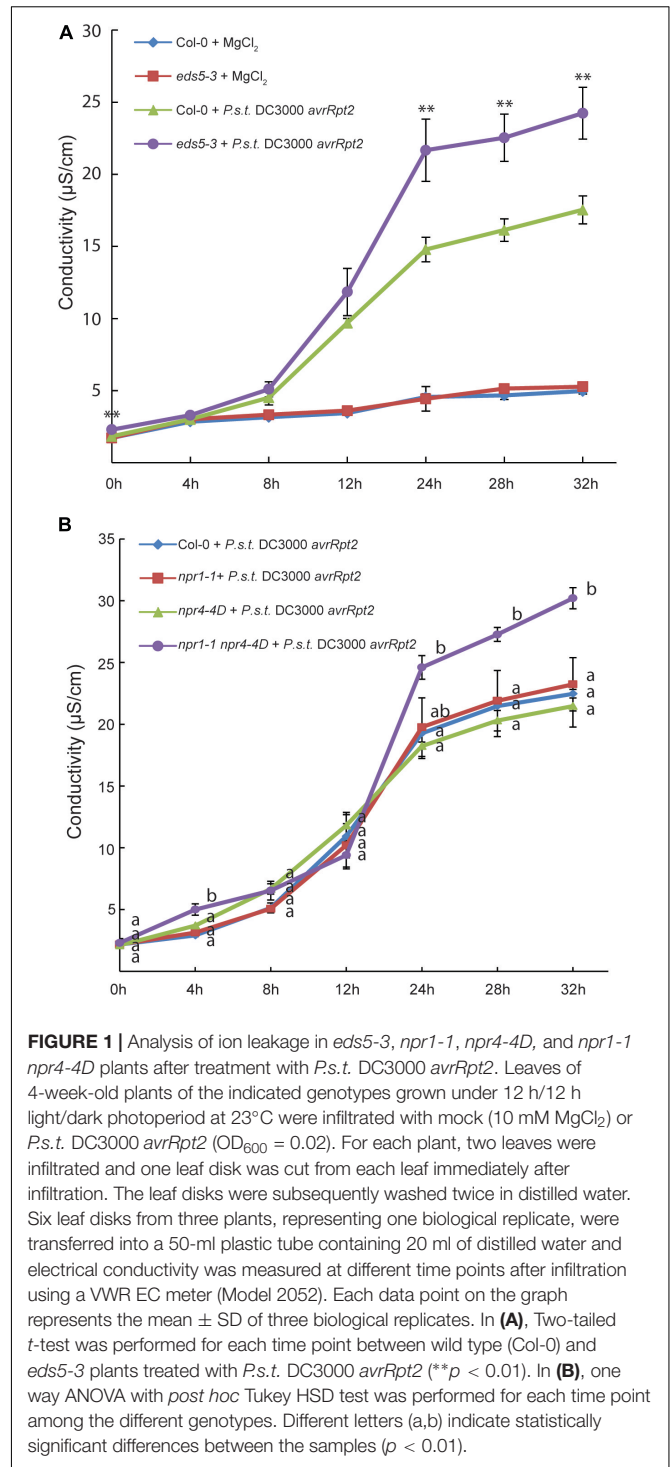 A
30
25
20
15
10
5
Conductivity (µS/cm)
Col-0 + MgCl2
eds5-3 + MgCl2
Col-0 + P.s.t. DC3000 avrRpt2
eds5-3 + P.s.t. DC3000 avrRpt2
** ** ** **
0h 4h 8h 12h 24h 28h 32h
B
35
30
25
20
15
10
5
Conductivity (µS/cm)
Col-0 + P.s.t. DC3000 avrRpt2
npr1-1+ P.s.t. DC3000 avrRpt2
npr4-4D + P.s.t. DC3000 avrRpt2
npr1-1 npr4-4D + P.s.t. DC3000 avrRpt2
a
a
a
a
b
a
a
a
a
a
a
a
a
a
a
a
b
ab
a
a
b
a
a
a
b
a
a
a
0h 4h 8h 12h 24h 28h 32h
FIGURE 1 | Analysis of ion leakage in eds5-3, npr1-1, npr4-4D, and npr1-1
npr4-4D plants after treatment with P.s.t. DC3000 avrRpt2. Leaves of
4-week-old plants of the indicated genotypes grown under 12 h/12 h
light/dark photoperiod at 23°C were infiltrated with mock (10 mM MgCl2) or
P.s.t. DC3000 avrRpt2 (OD600 = 0.02). For each plant, two leaves were
infiltrated and one leaf disk was cut from each leaf immediately after
infiltration. The leaf disks were subsequently washed twice in distilled water.
Six leaf disks from three plants, representing one biological replicate, were
transferred into a 50-ml plastic tube containing 20 ml of distilled water and
electrical conductivity was measured at different time points after infiltration
using a VWR EC meter (Model 2052). Each data point on the graph
represents the mean ± SD of three biological replicates. In (A), Two-tailed
t-test was performed for each time point between wild type (Col-0) and
eds5-3 plants treated with P.s.t. DC3000 avrRpt2 (**p < 0.01). In (B), one
way ANOVA with post hoc Tukey HSD test was performed for each time point
among the different genotypes. Different letters (a,b) indicate statistically
significant differences between the samples (p < 0.01).